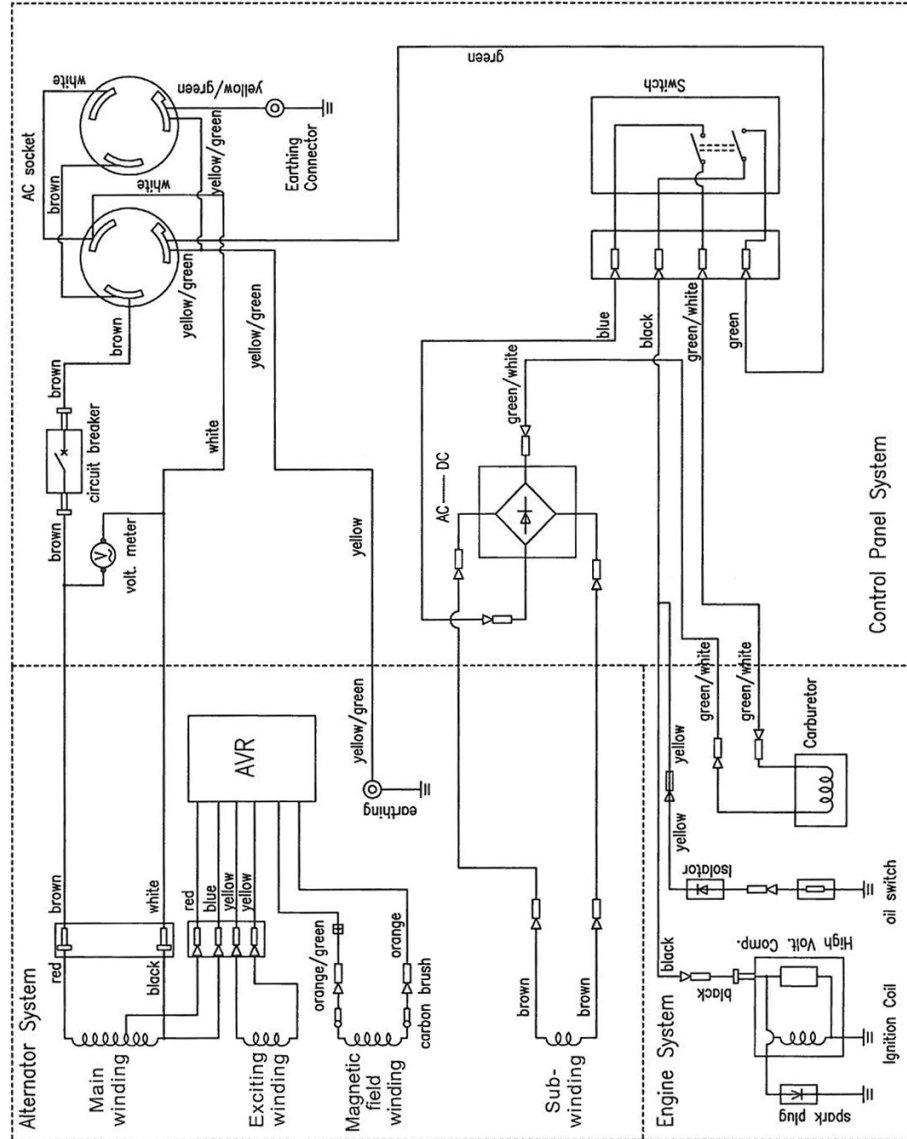 Alternator System
Main
winding
red
brown
black
white
Exciting
winding
red
blue
yellow
yellow
AVR
Magnetic
field
winding
orange/green
orange
carbon brush
earthing
yellow/green
Sub-
winding
brown
brown
brown
volt. meter
V
circuit breaker
brown
brown
AC socket
brown
white
white
yellow/green
yellow/green
yellow/green
Earthing
Connector
white
yellow/green
yellow
AC — DC
green/white
green
blue
black
green/white
green
Switch
Control Panel System
Engine System
spark plug
Ignition Coil
High Volt. Comp.
black
black
oil switch
Isolator
yellow
yellow
green/white
green/white
Carburetor